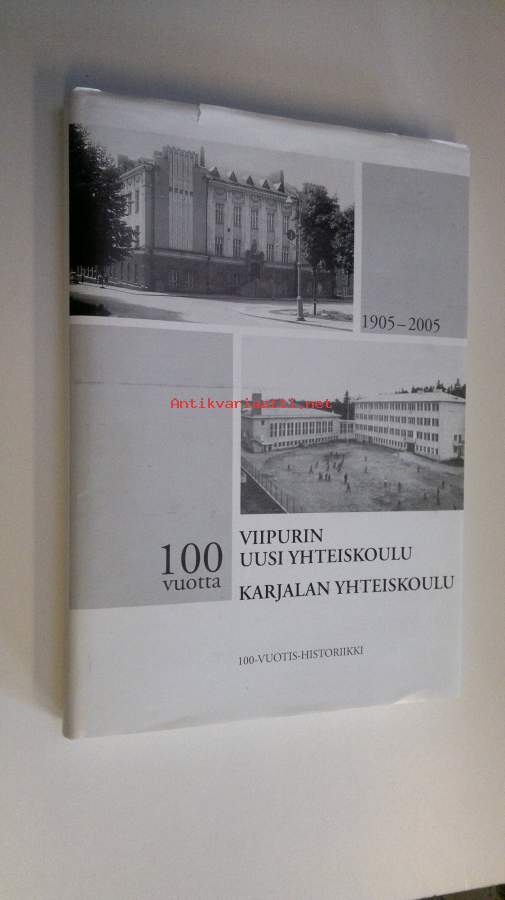 1905–2005
Antikvariaatti.net
100
vuotta
VIIPURIN
UUSI YHTEISKOULU
KARJALAN YHTEISKOULU
100-VUOTIS-HISTORIIKKI